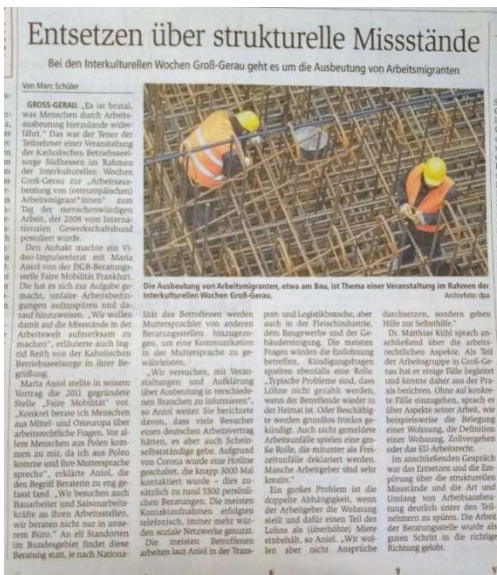 Entsetzen über strukturelle Missstände
Bei den Interkulturellen Wochen Groß-Gerau geht es um die Ausbeutung von Arbeitsmigranten
Von Marc Schüler
GROSS-GERAU. „Es ist brutal,
was Menschen durch Arbeits-
ausbeutung hierzulande wider-
fährt.“ Das war der Tenor der
Teilnehmer einer Veranstaltung
der Katholischen Betriebsseel-
sorge Südhessen im Rahmen
der Interkulturellen Wochen
Groß-Gerau zur „Arbeitsaus-
beutung von (osteuropäischen)
Arbeitsmigrant*innen“ zum
Tag der menschenwürdigen
Arbeit, der 2008 vom Interna-
tionalen Gewerkschaftsbund
postuliert wurde.
Den Auftakt machte ein Vi-
deo-Impulsreferat mit Maria
Aniol von der DGB-Beratungs-
stelle Faire Mobilität Frankfurt.
Die hat es sich zur Aufgabe ge-
macht, unfaire Arbeitsbedin-
gungen aufzuspüren und da-
rauf hinzuweisen. „Wir wollen
damit auf die Missstände in der
Arbeitswelt aufmerksam zu
machen“, erläuterte auch Ing-
rid Reith von der Katholischen
Betriebsseelsorge in ihrer Be-
grüßung.
Maria Aniol stellte in seinem
Vortrag die 2011 gegründete
Stelle „Faire Mobilität“ vor.
„Konkret berate ich Menschen
aus Mittel- und Osteuropa über
arbeitsrechtliche Fragen. Vor al-
lem Menschen aus Polen kom-
men zu mit, da ich aus Polen
komme und ihre Muttersprache
spreche“, erklärte Aniol, die
den Begriff Beraterin zu eng ge-
fasst fand. „Wir besuchen auch
Bauarbeiter und Saisonarbeits-
kräfte an ihren Arbeitsstellen,
wir beraten nicht nur in unse-
rem Büro.“ An elf Standorten
im Bundesgebiet findet diese
Beratung statt, je nach Nationa-
Die Ausbeutung von Arbeitsmigranten, etwa am Bau, ist Thema einer Veranstaltung im Rahmen der
Interkulturellen Wochen Groß-Gerau.
Archivfoto: dpa
lität des Betroffenen werden
Muttersprachler von anderen
Beratungsstellen hinzugezo-
gen, um eine Kommunikation
in der Muttersprache zu ge-
währleisten.
„Wir versuchen, mit Veran-
staltungen und Aufklärung
über Ausbeutung in verschiede-
nen Branchen zu informieren“,
so Aniol weiter. Sie berichtete
davon, dass viele Besucher
einen deutschen Arbeitsvertrag
hätten, es aber auch Schein-
selbstständige gebe. Aufgrund
von Corona wurde eine Hotline
geschaltet, die knapp 5000 Mal
kontaktiert wurde – dies zu-
sätzlich zu rund 5500 persönli-
chen Beratungen. Die meisten
Kontaktaufnahmen erfolgten
telefonisch, immer mehr wür-
den soziale Netzwerke genutzt.
Die meisten Betroffenen
arbeiten laut Aniol in der Trans-
port- und Logistikbranche, aber
auch in der Fleischindustrie,
dem Baugewerbe und der Ge-
bäudereinigung. Die meisten
Fragen würden die Entlohnung
betreffen, Kündigungsfragen
spielten ebenfalls eine Rolle.
„Typische Probleme sind, dass
Löhne nicht gezahlt werden,
wenn der Betreffende wieder in
der Heimat ist. Oder Beschäftig-
te werden grundlos fristlos ge-
kündigt. Auch nicht gemeldete
Arbeitsunfälle spielen eine gro-
ße Rolle, die mitunter als Frei-
zeitunfälle deklariert werden.
Manche Arbeitgeber sind sehr
kreativ.“
Ein großes Problem ist die
doppelte Abhängigkeit, wenn
der Arbeitgeber die Wohnung
stellt und dafür einen Teil des
Lohns als (überhöhte) Miete
einbehält, so Aniol. „Wir wol-
len aber nicht Ansprüche
durchsetzen, sondern geben
Hilfe zur Selbsthilfe.“
Dr. Matthias Kühl sprach an-
schließend über die arbeits-
rechtlichen Aspekte. Als Teil
der Arbeitsgruppe in Groß-Ge-
rau hat er einige Fälle begleitet
und konnte daher aus der Pra-
xis berichten. Ohne auf konkre-
te Fälle einzugehen, sprach er
über Aspekte seiner Arbeit, wie
beispielsweise die Belegung
einer Wohnung, die Definition
einer Wohnung, Zollvergehen
oder das EU-Arbeitsrecht.
Im anschließenden Gespräch
war das Entsetzen und die Em-
pörung über die strukturellen
Missstände und die Art und
Umfang von Arbeitsausbeu-
tung deutlich unter den Teil-
nehmern zu spüren. Die Arbeit
der Beratungsstelle wurde als
guten Schritt in die richtige
Richtung gelobt.